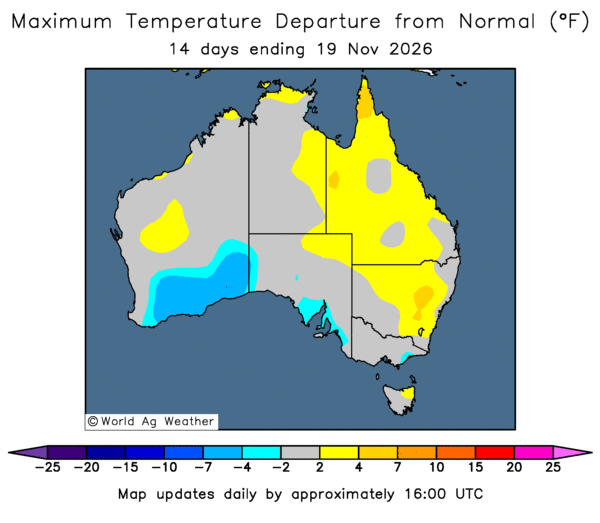 Maximum Temperature Departure from Normal (°F)
14 days ending 19 Nov 2026
©World Ag Weather
-25 -20 -15 -10 -7 -4 -2 2 4 7 10 15 20 25
Map updates daily by approximately 16:00 UTC